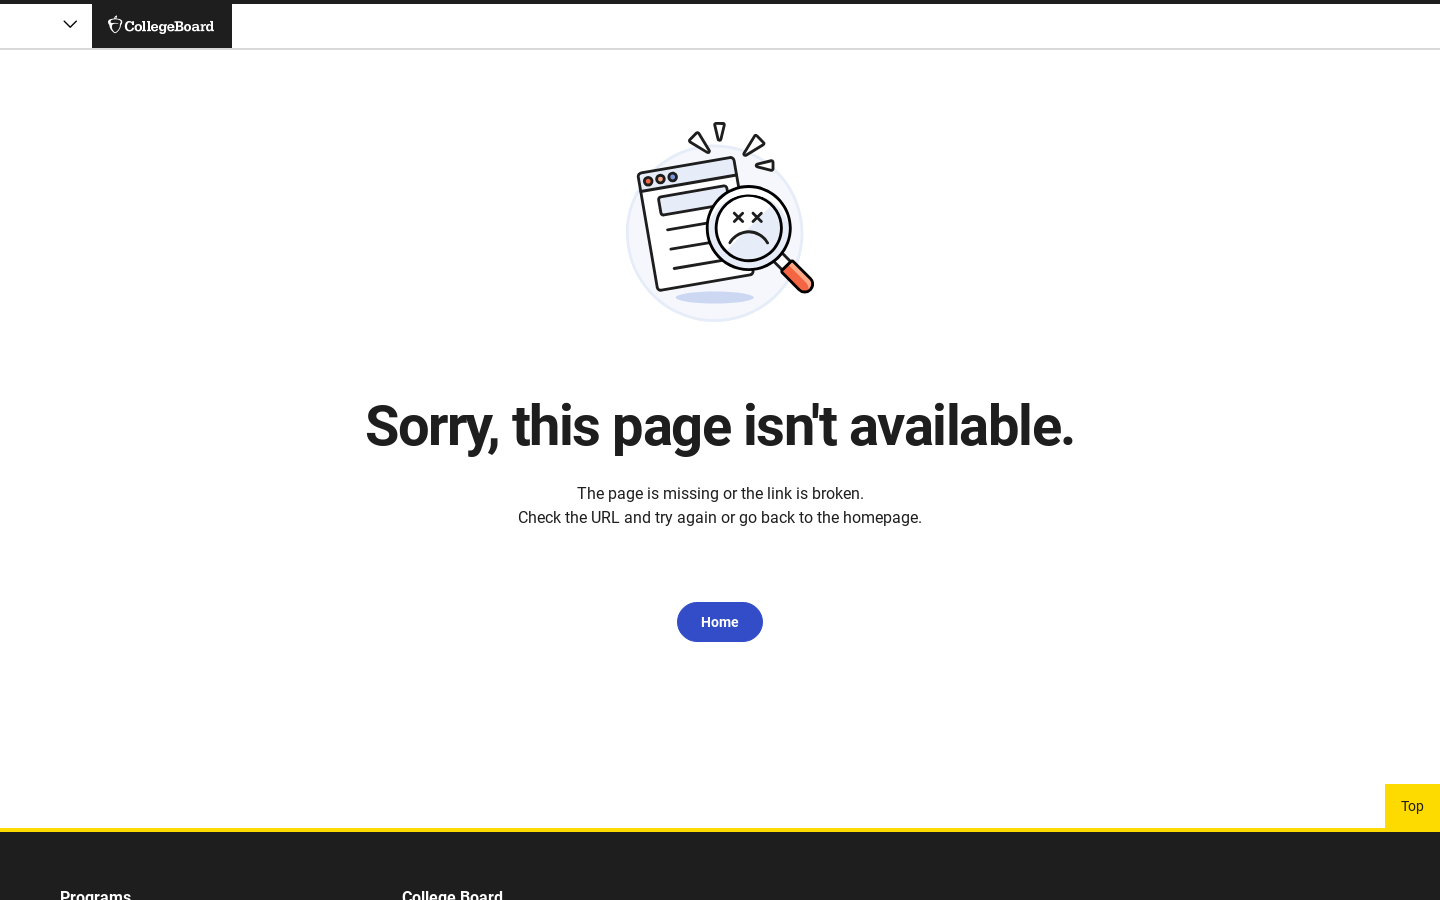 CollegeBoard
Sorry, this page isn't available.
The page is missing or the link is broken.
Check the URL and try again or go back to the homepage.
Home
Top
Programs
College Board